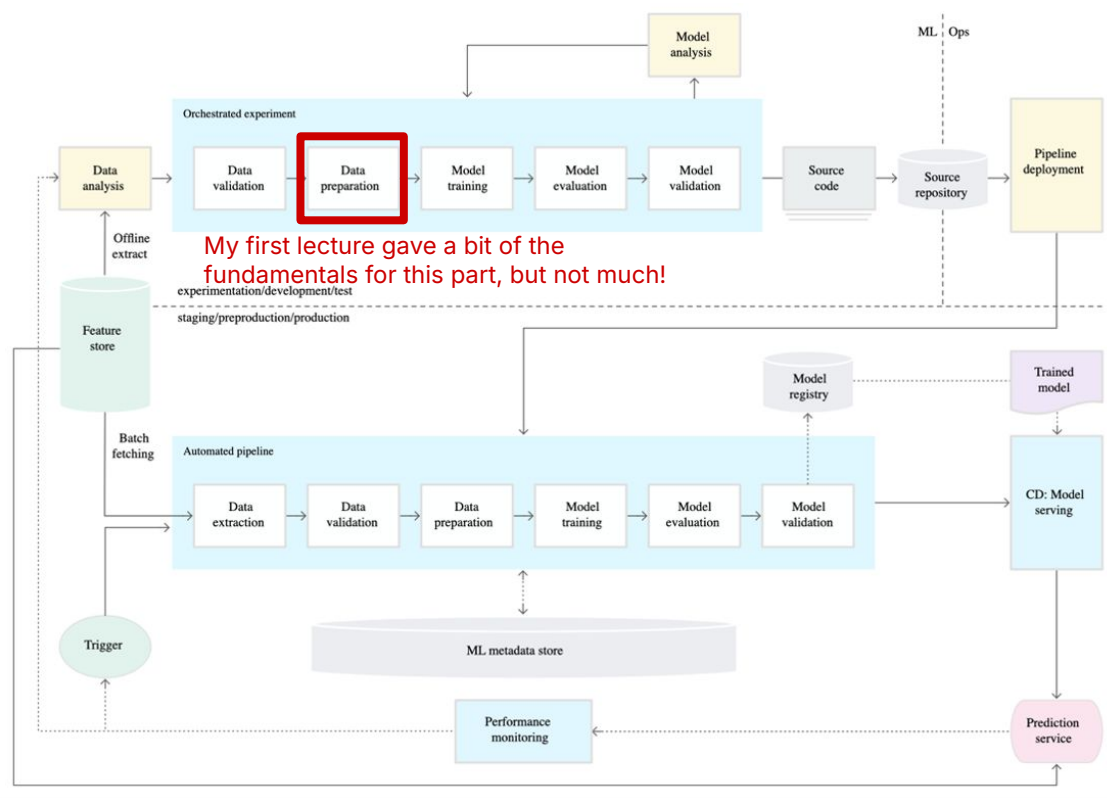 Model
analysis
ML
Ops
Orchestrated experiment
Data
analysis
Data
validation
Data
preparation
Model
training
Model
evaluation
Model
validation
Source
code
Source
repository
Pipeline
deployment
Offline
extract
My first lecture gave a bit of the
fundamentals for this part, but not much!
experimentation/development/test
staging/preproduction/production
Feature
store
Model
registry
Trained
model
Batch
fetching
Automated pipeline
Data
extraction
Data
validation
Data
preparation
Model
training
Model
evaluation
Model
validation
CD: Model
serving
Trigger
ML metadata store
Performance
monitoring
Prediction
service